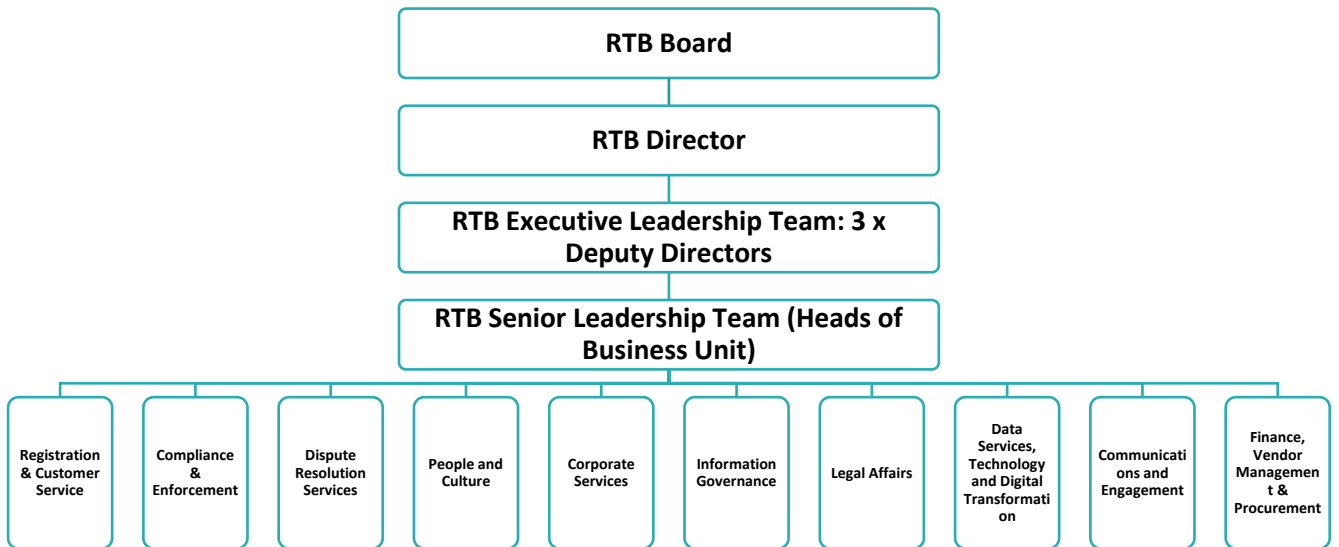 RTB Board
RTB Director
RTB Executive Leadership Team: 3 x
Deputy Directors
RTB Senior Leadership Team (Heads of
Business Unit)
Registration
& Customer
Service
Compliance
&
Enforcement
Dispute
Resolution
Services
People and
Culture
Corporate
Services
Information
Governance
Legal Affairs
Data
Services,
Technology
and Digital
Transformati
on
Communicati
ons and
Engagement
Finance,
Vendor
Managemen
t &
Procurement